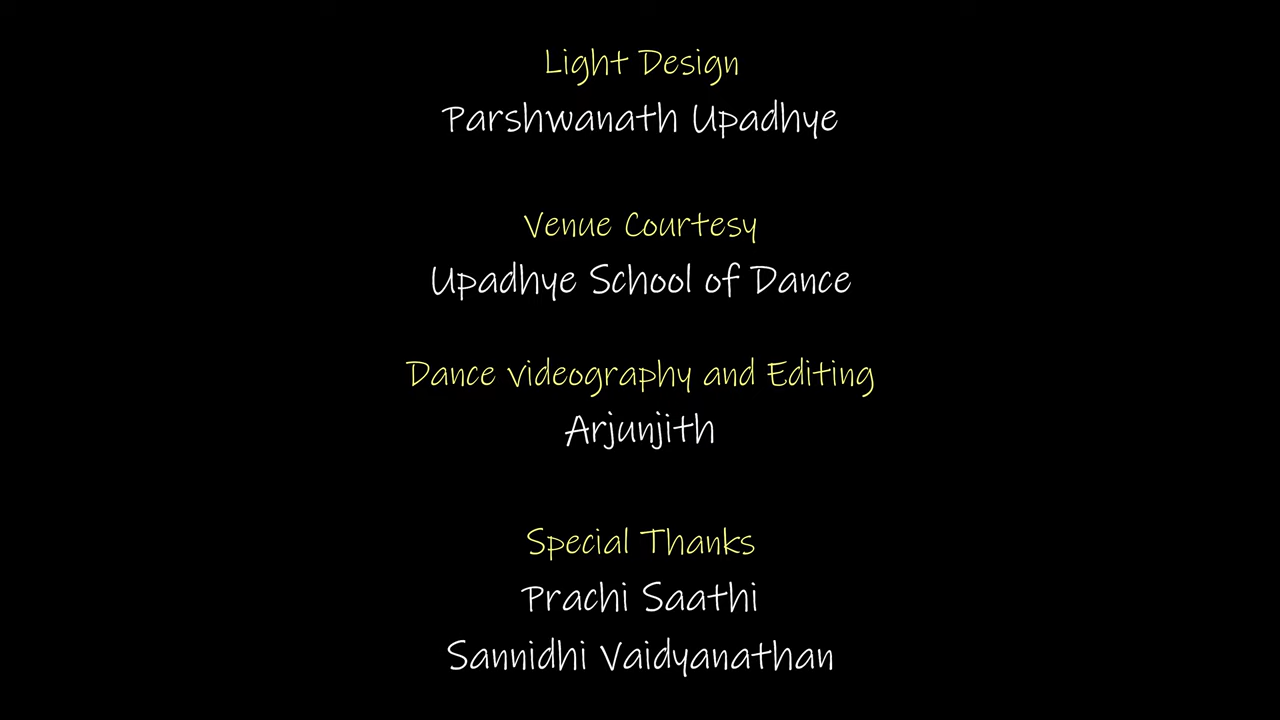 Light Design
Parshwanath Upadhye
Venue Courtesy
Upadhye School of Dance
Dance videography and Editing
Arjunjith
Special Thanks
Prachi Saathi
Sannidhi Vaidyanathan